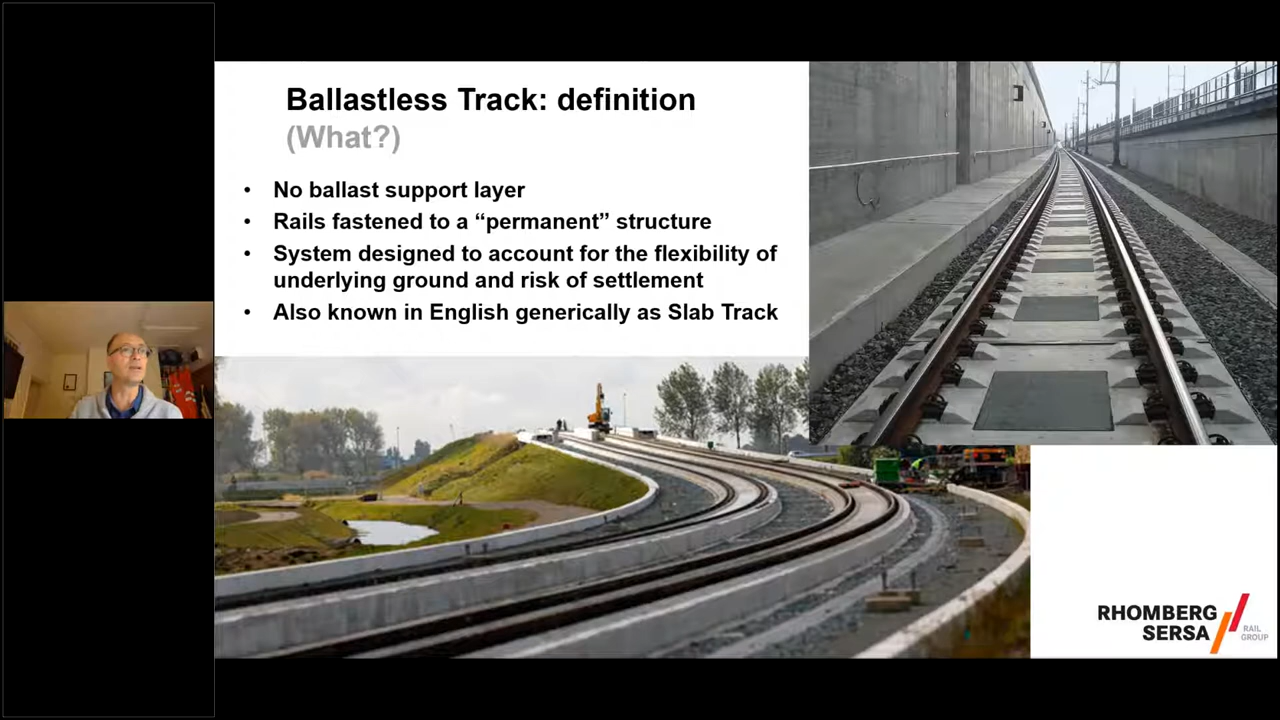 Ballastless Track: definition
(What?)
• No ballast support layer
• Rails fastened to a “permanent” structure
• System designed to account for the flexibility of
underlying ground and risk of settlement
• Also known in English generically as Slab Track
RHOMBERG
SERSA
RAIL
GROUP